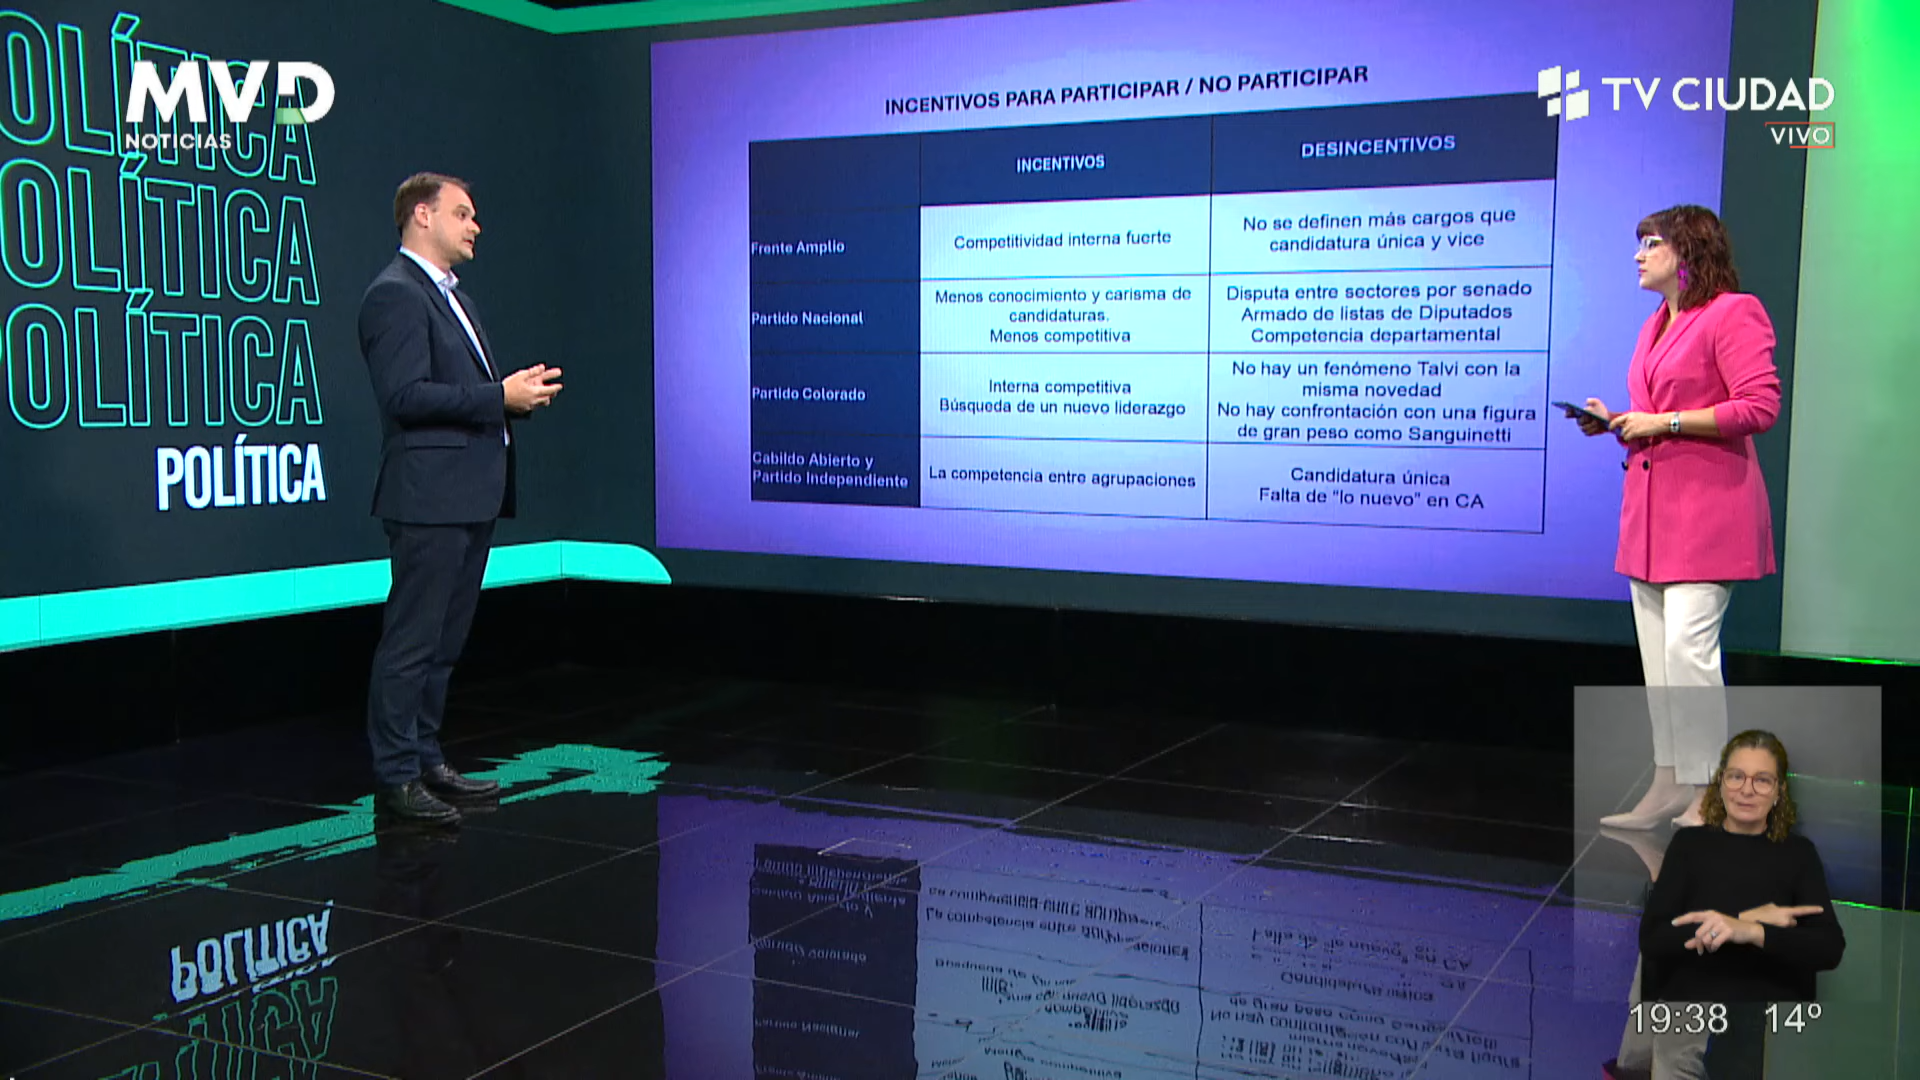 POLÍTICA
POLÍTICA
POLÍTICA
POLÍTICA
MVD
NOTICIAS
TV CIUDAD
VIVO
INCENTIVOS PARA PARTICIPAR / NO PARTICIPAR
INCENTIVOS
DESINCENTIVOS
Frente Amplio
Competitividad interna fuerte
No se definen más cargos que
candidatura única y vice
Partido Nacional
Menos conocimiento y carisma de
candidaturas.
Menos competitiva
Disputa entre sectores por senado
Armado de listas de Diputados
Competencia departamental
Partido Colorado
Interna competitiva
Búsqueda de un nuevo liderazgo
No hay un fenómeno Talvi con la
misma novedad
No hay confrontación con una figura
de gran peso como Sanguinetti
Cabildo Abierto y
Partido Independiente
La competencia entre agrupaciones
Candidatura única
Falta de "lo nuevo" en CA
19:38 14º